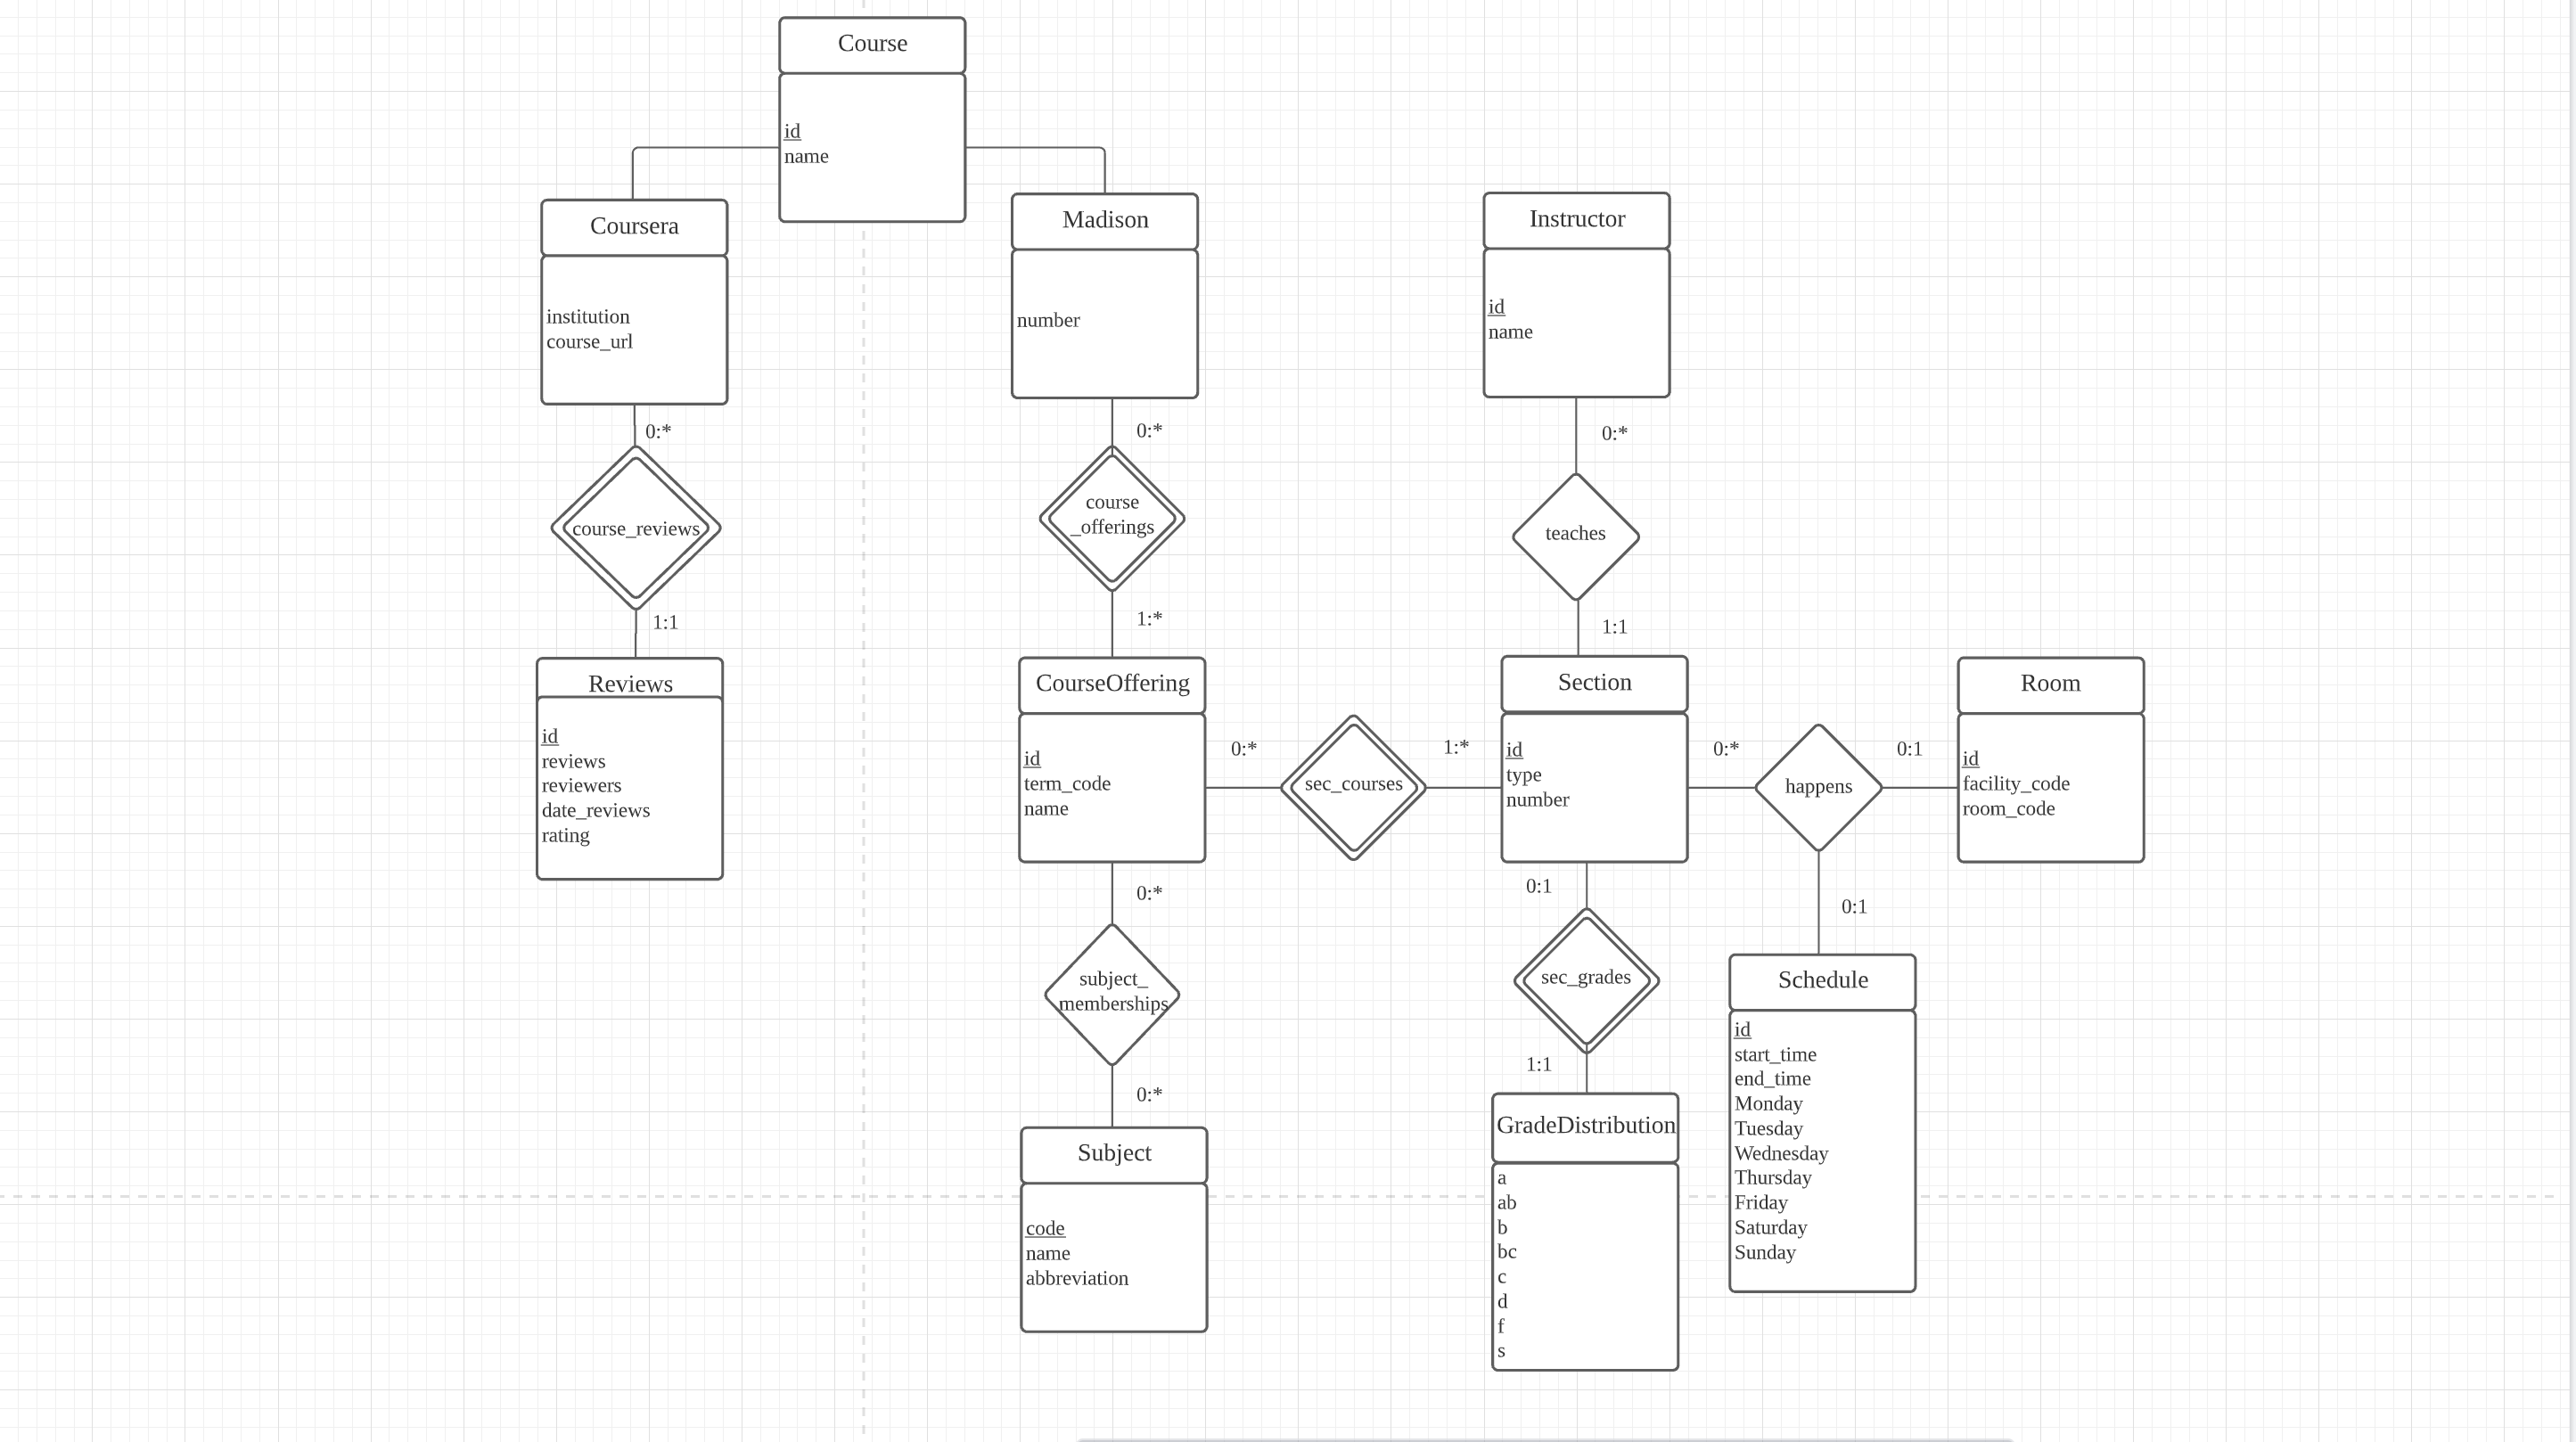 Course
id
name
Coursera
institution
course_url
Madison
number
Instructor
id
name
0:*
course_reviews
1:1
0:*
course
_offerings
1:*
0:*
teaches
1:1
Reviews
id
reviews
reviewers
date_reviews
rating
CourseOffering
id
term_code
name
0:*
sec_courses
1:*
Section
id
type
number
0:*
happens
0:1
Room
id
facility_code
room_code
0:*
subject_
memberships
0:*
0:1
sec_grades
1:1
0:1
Subject
code
name
abbreviation
GradeDistribution
a
ab
b
bc
c
d
f
s
Schedule
id
start_time
end_time
Monday
Tuesday
Wednesday
Thursday
Friday
Saturday
Sunday